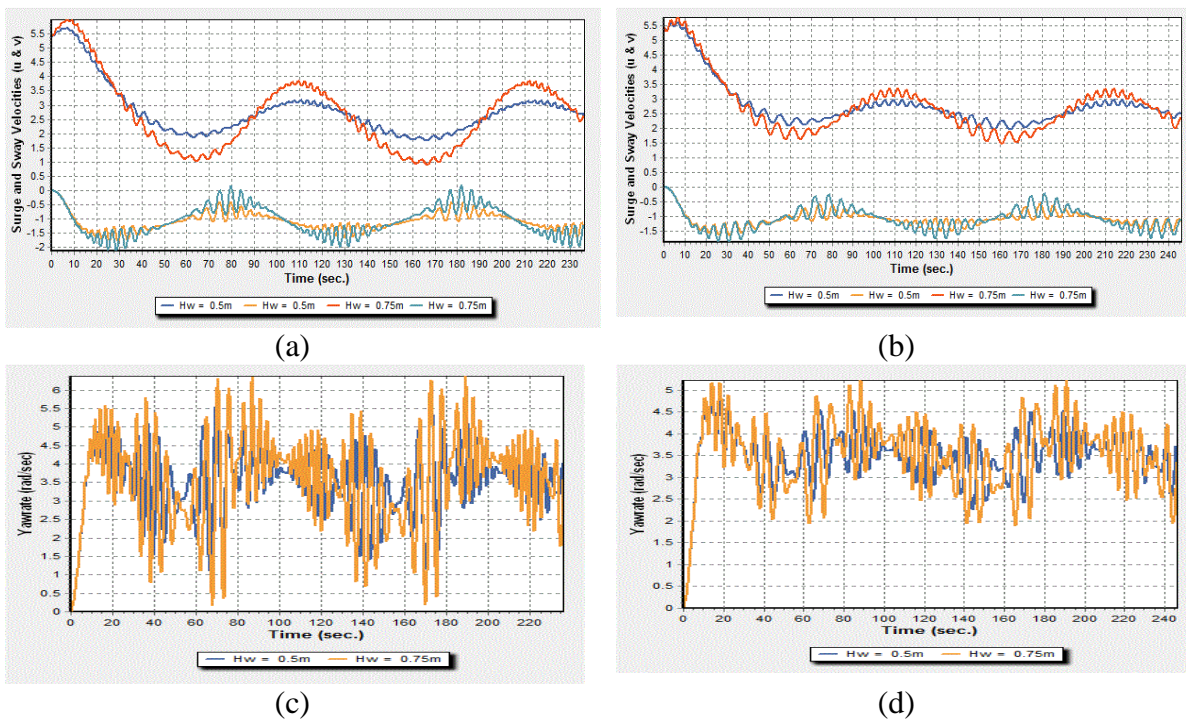 Surge and Sway Velocities (u & v)
5.5
5
4.5
4
3.5
3
2.5
2
1.5
1
0.5
0
-0.5
-1
-1.5
-2
0 10 20 30 40 50 60 70 80 90 100 110 120 130 140 150 160 170 180 190 200 210 220 230
Time (sec.)
Hw = 0.5m Hw = 0.5m Hw = 0.75m Hw = 0.75m
(a)
Surge and Sway Velocities (u & v)
5.5
5
4.5
4
3.5
3
2.5
2
1.5
1
0.5
0
-0.5
-1
-1.5
0 10 20 30 40 50 60 70 80 90 100 110 120 130 140 150 160 170 180 190 200 210 220 230 240
Time (sec.)
Hw = 0.5m Hw = 0.5m Hw = 0.75m Hw = 0.75m
(b)
Yawrate (rad/sec)
6
5.5
5
4.5
4
3.5
3
2.5
2
1.5
1
0.5
0
0 20 40 60 80 100 120 140 160 180 200 220
Time (sec.)
Hw = 0.5m Hw = 0.75m
(c)
Yawrate (rad/sec)
5
4.5
4
3.5
3
2.5
2
1.5
1
0.5
0
0 20 40 60 80 100 120 140 160 180 200 220 240
Time (sec.)
Hw = 0.5m Hw = 0.75m
(d)